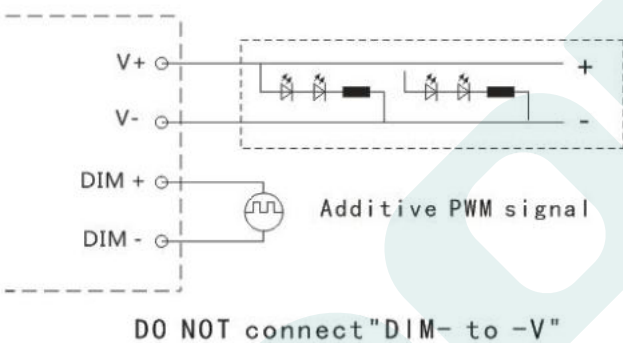 V+
+
V-
-
DIM +
Additive PWM signal
DIM -
DO NOT connect"DIM- to -V"